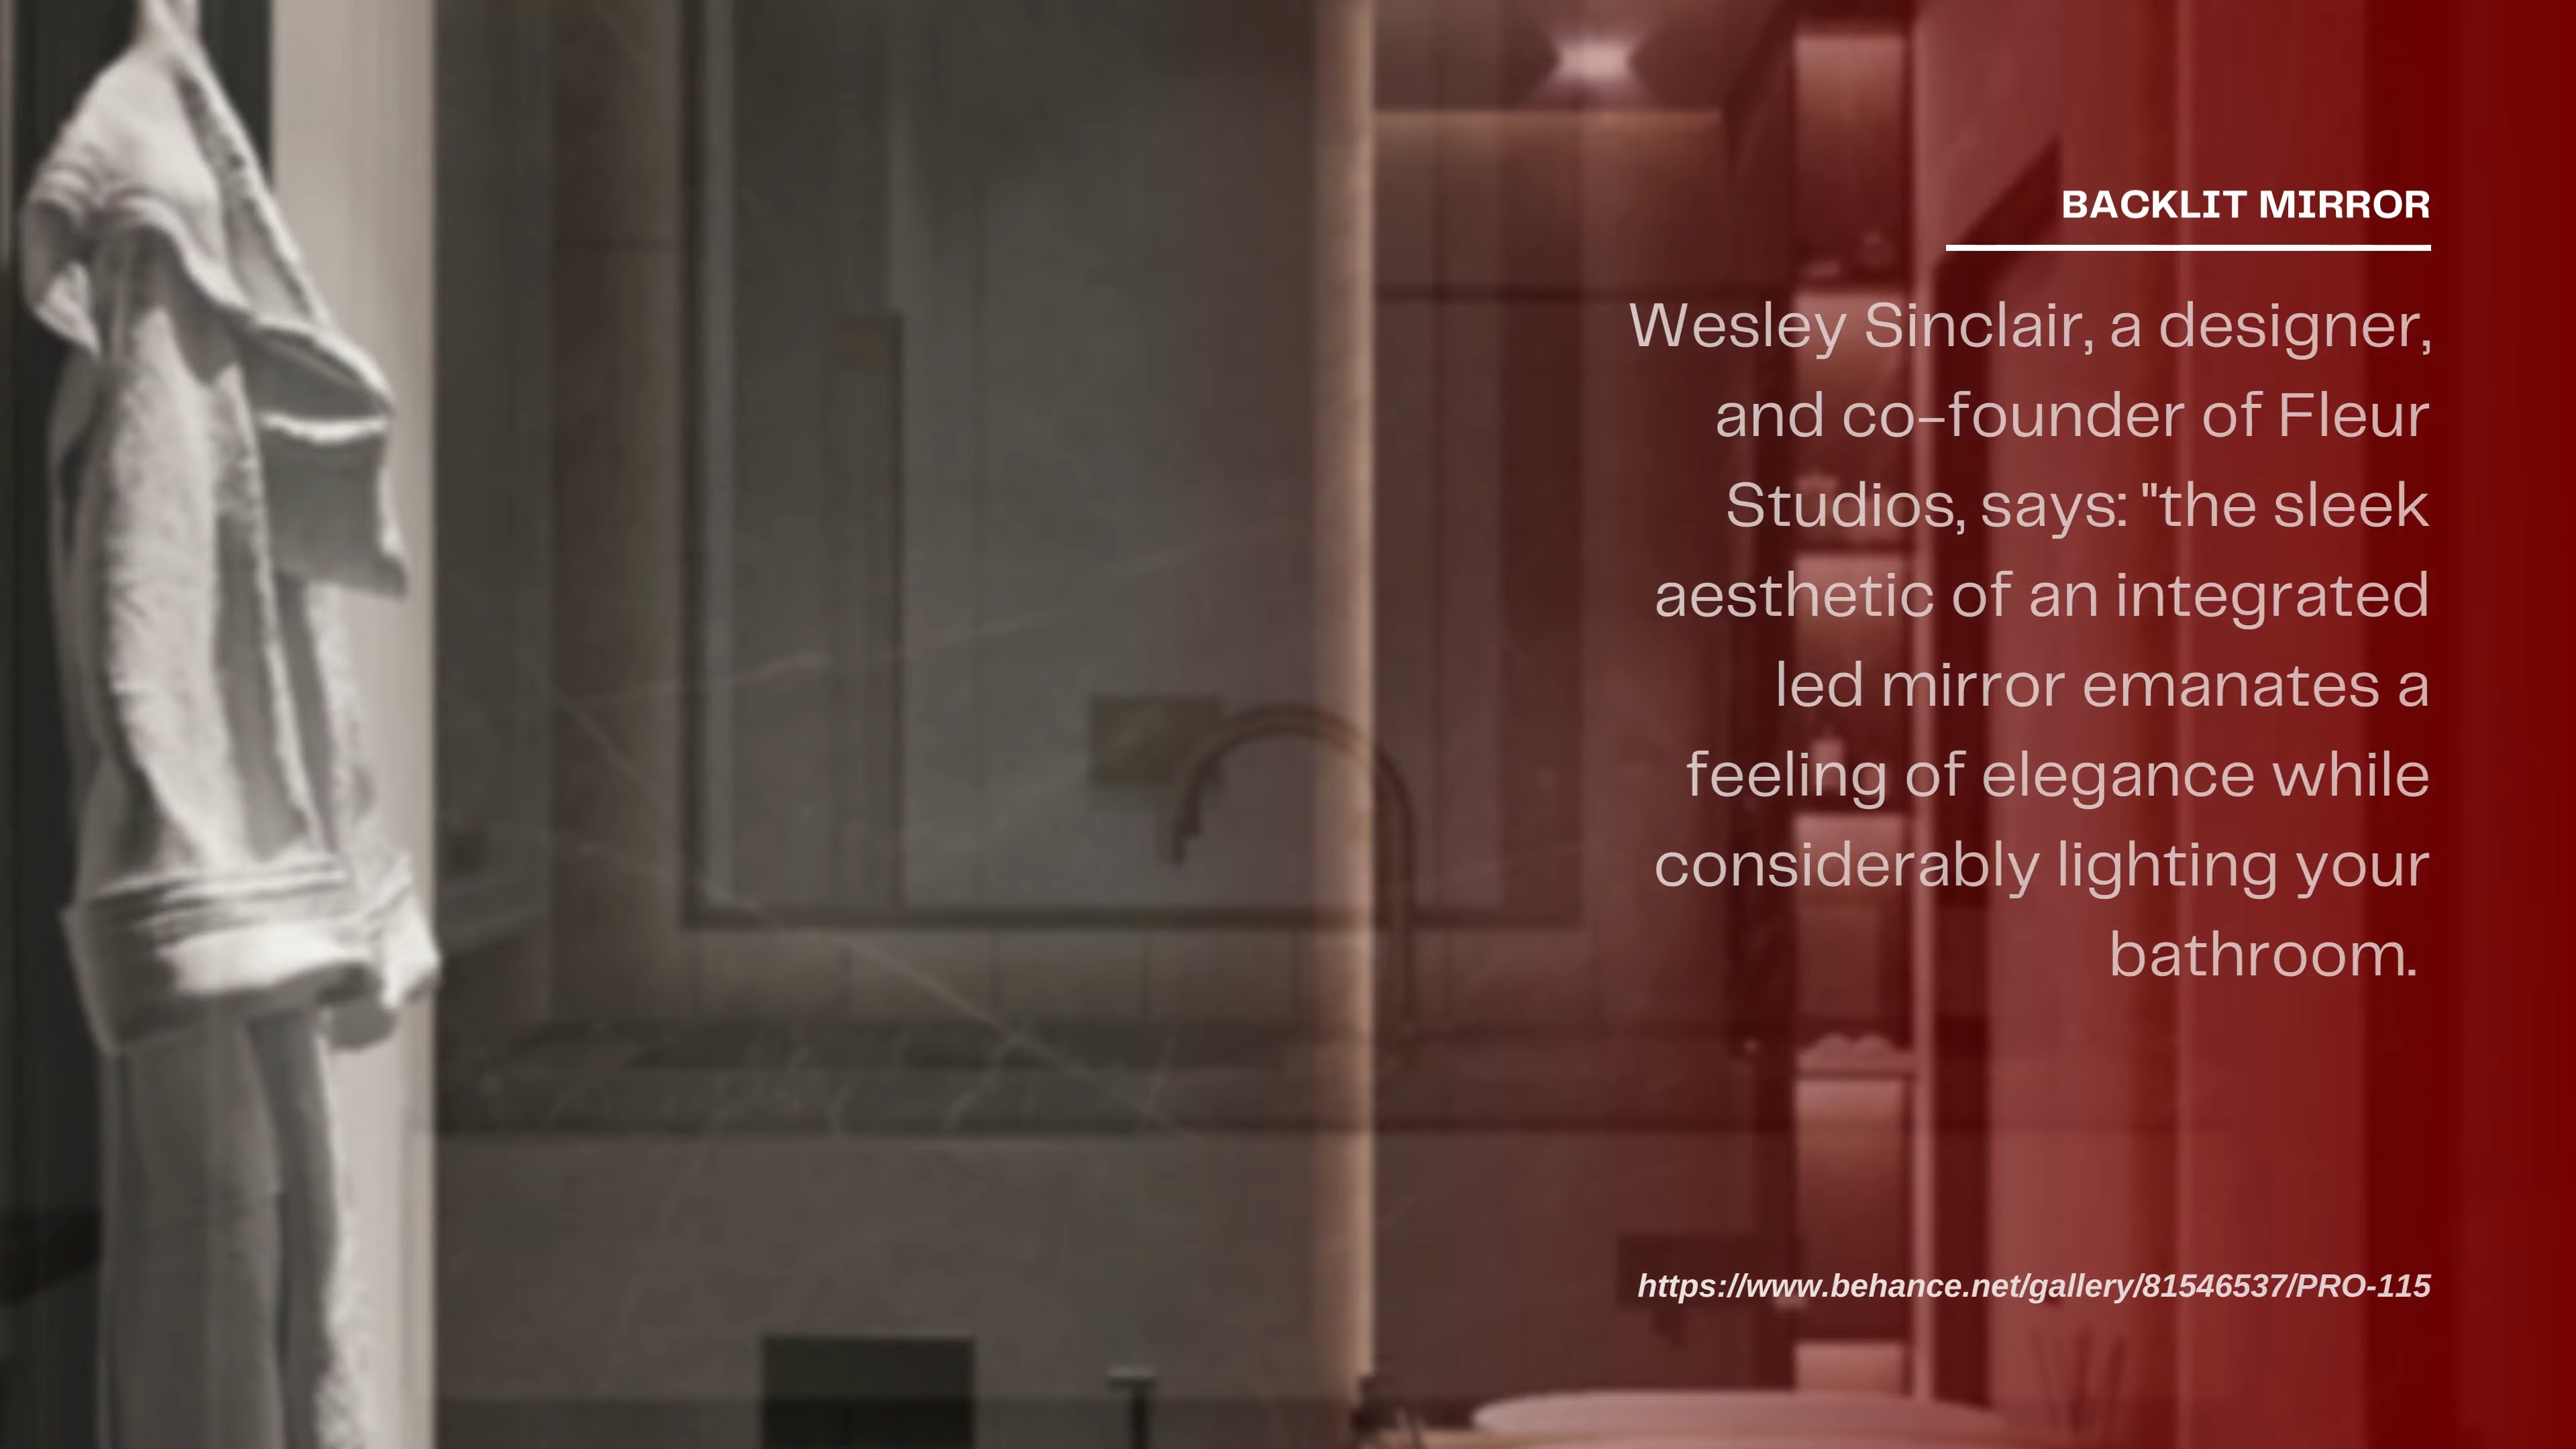 BACKLIT MIRROR
Wesley Sinclair, a designer,
and co-founder of Fleur
Studios, says: "the sleek
aesthetic of an integrated
led mirror emanates a
feeling of elegance while
considerably lighting your
bathroom.
https://www.behance.net/gallery/81546537/PRO-115